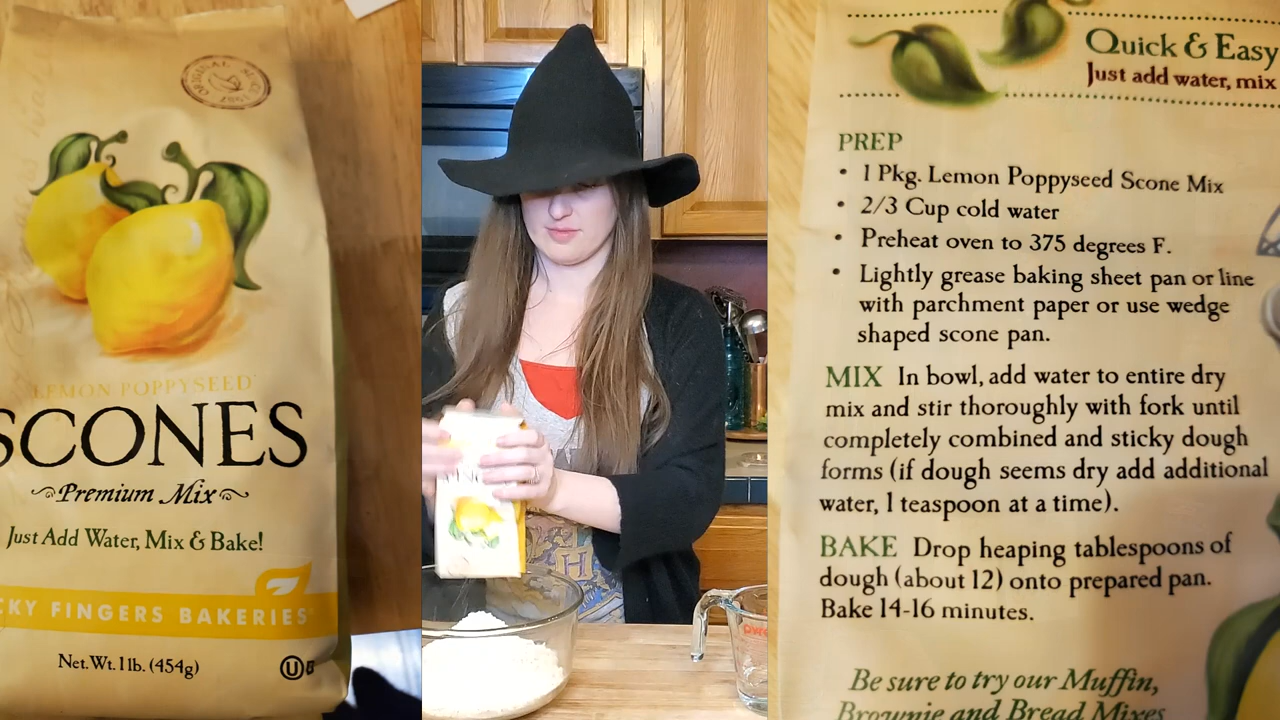 LEMON POPPYSEED
SCONES
Premium Mix
Just Add Water, Mix & Bake!
CKY FINGERS BAKERIES
Net.Wt.1lb. (454g)
U
H
Quick & Easy
Just add water, mix
PREP
• 1 Pkg. Lemon Poppyseed Scone Mix
• 2/3 Cup cold water
• Preheat oven to 375 degrees F.
• Lightly grease baking sheet pan or line
with parchment paper or use wedge
shaped scone pan.
MIX In bowl, add water to entire dry
mix and stir thoroughly with fork until
completely combined and sticky dough
forms (if dough seems dry add additional
water, 1 teaspoon at a time).
BAKE Drop heaping tablespoons of
dough (about 12) onto prepared pan.
Bake 14-16 minutes.
Be sure to try our Muffin,
Brownie and Bread Mixes